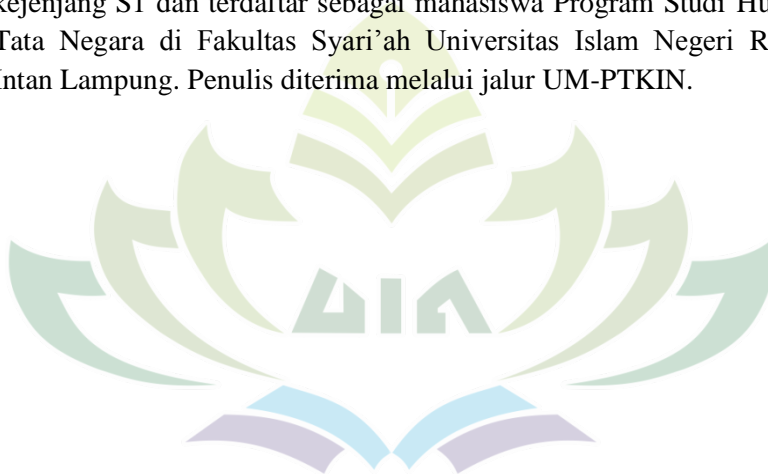 kejenjang S1 dan terdaftar sebagai mahasiswa Program Studi Hu
Tata Negara di Fakultas Syari’ah Universitas Islam Negeri R
Intan Lampung. Penulis diterima melalui jalur UM-PTKIN.
UIN